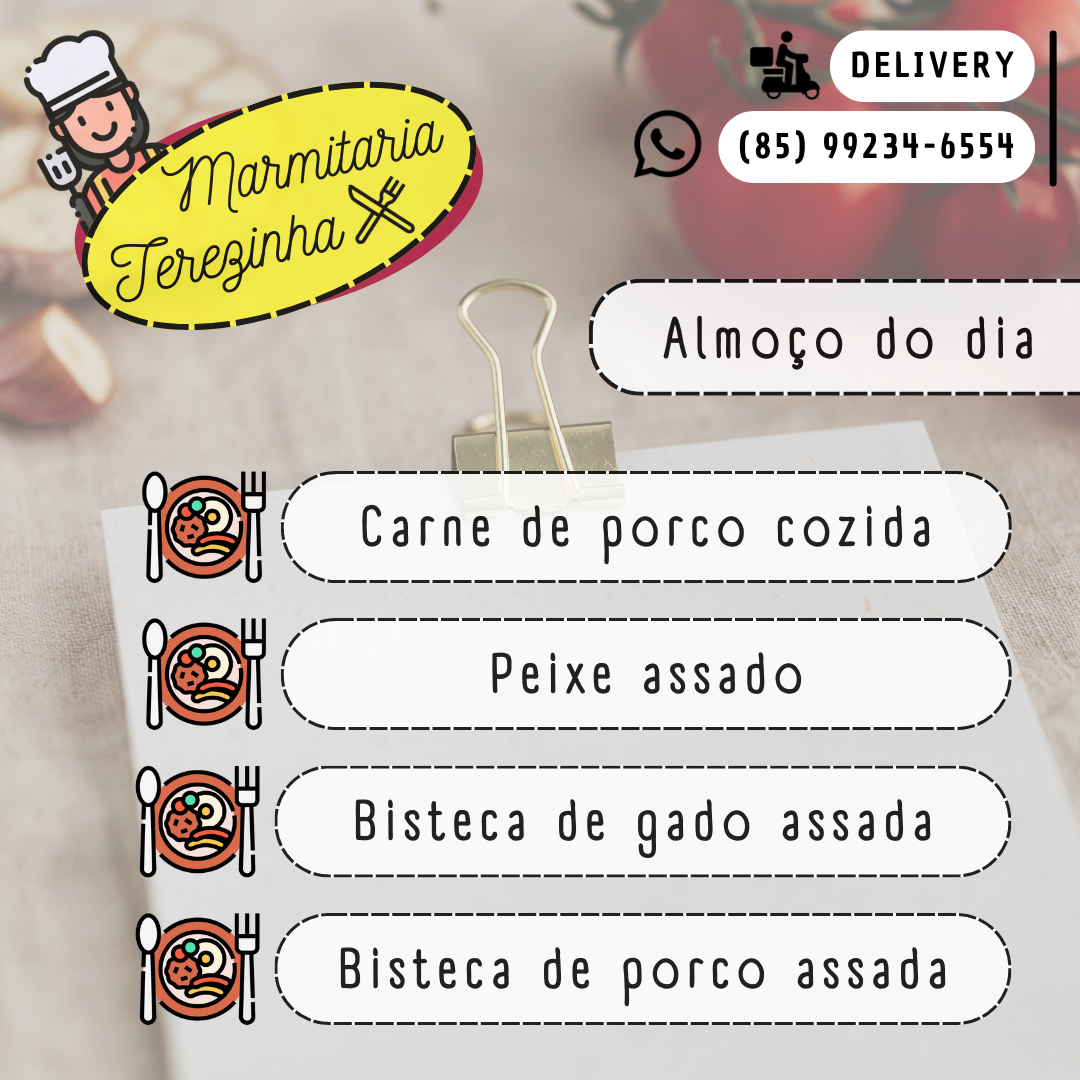 Marmitaria
Terezinha
DELIVERY
(85) 99234-6554
Almoço do dia
Carne de porco cozida
Peixe assado
Bisteca de gado assada
Bisteca de porco assada